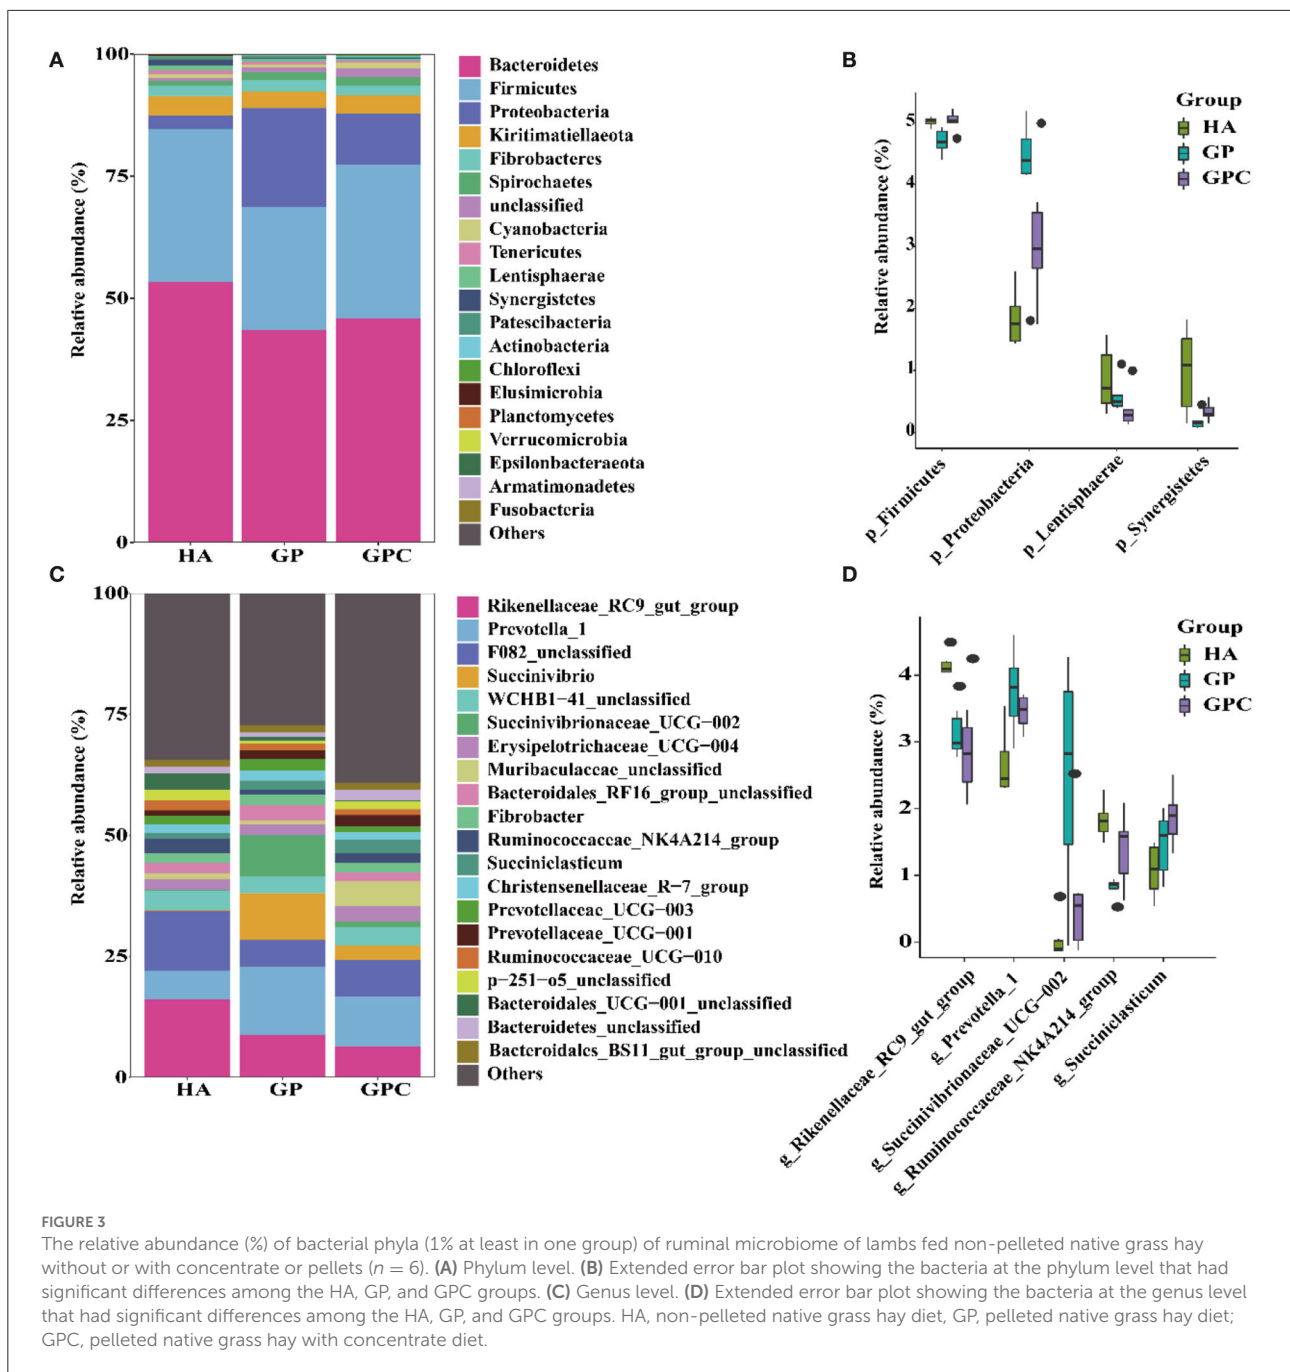 A
100
75
50
25
0
Relative abundance (%)
HA
GP
GPC
Bacteroidetes
Firmicutes
Proteobacteria
Kiritimatiellaeota
Fibrobacteres
Spirochaetes
unclassified
Cyanobacteria
Tenericutes
Lentisphaerae
Synergistetes
Patescibacteria
Actinobacteria
Chloroflexi
Elusimicrobia
Planctomycetes
Verrucomicrobia
Epsilonbacteraeota
Armatimonadetes
Fusobacteria
Others
B
5
4
3
2
1
0
Relative abundance (%)
Group
HA
GP
GPC
p_Firmicutes
p_Proteobacteria
p_Lentisphaerae
p_Synergistetes
C
100
75
50
25
0
Relative abundance (%)
HA
GP
GPC
Rikenellaceae_RC9_gut_group
Prevotella_1
F082_unclassified
Succinivibrio
WCHB1-41_unclassified
Succinivibrionaceae_UCG-002
Erysipelotrichaceae_UCG-004
Muribaculaceae_unclassified
Bacteroidales_RF16_group_unclassified
Fibrobacter
Ruminococcaceae_NK4A214_group
Succiniclasticum
Christensenellaceae_R-7_group
Prevotellaceae_UCG-003
Prevotellaceae_UCG-001
Ruminococcaceae_UCG-010
p-251-o5_unclassified
Bacteroidales_UCG-001_unclassified
Bacteroidetes_unclassified
Bacteroidales_BS11_gut_group_unclassified
Others
D
4
3
2
1
0
Relative abundance (%)
Group
HA
GP
GPC
g_Rikenellaceae_RC9_gut_group
g_Prevotella_1
g_Succinivibrionaceae_UCG-002
g_Ruminococcaceae_NK4A214_group
g_Succiniclasticum
FIGURE 3
The relative abundance (%) of bacterial phyla (1% at least in one group) of ruminal microbiome of lambs fed non-pelleted native grass hay
without or with concentrate or pellets (n = 6). (A) Phylum level. (B) Extended error bar plot showing the bacteria at the phylum level that had
significant differences among the HA, GP, and GPC groups. (C) Genus level. (D) Extended error bar plot showing the bacteria at the genus level
that had significant differences among the HA, GP, and GPC groups. HA, non-pelleted native grass hay diet, GP, pelleted native grass hay diet;
GPC, pelleted native grass hay with concentrate diet.